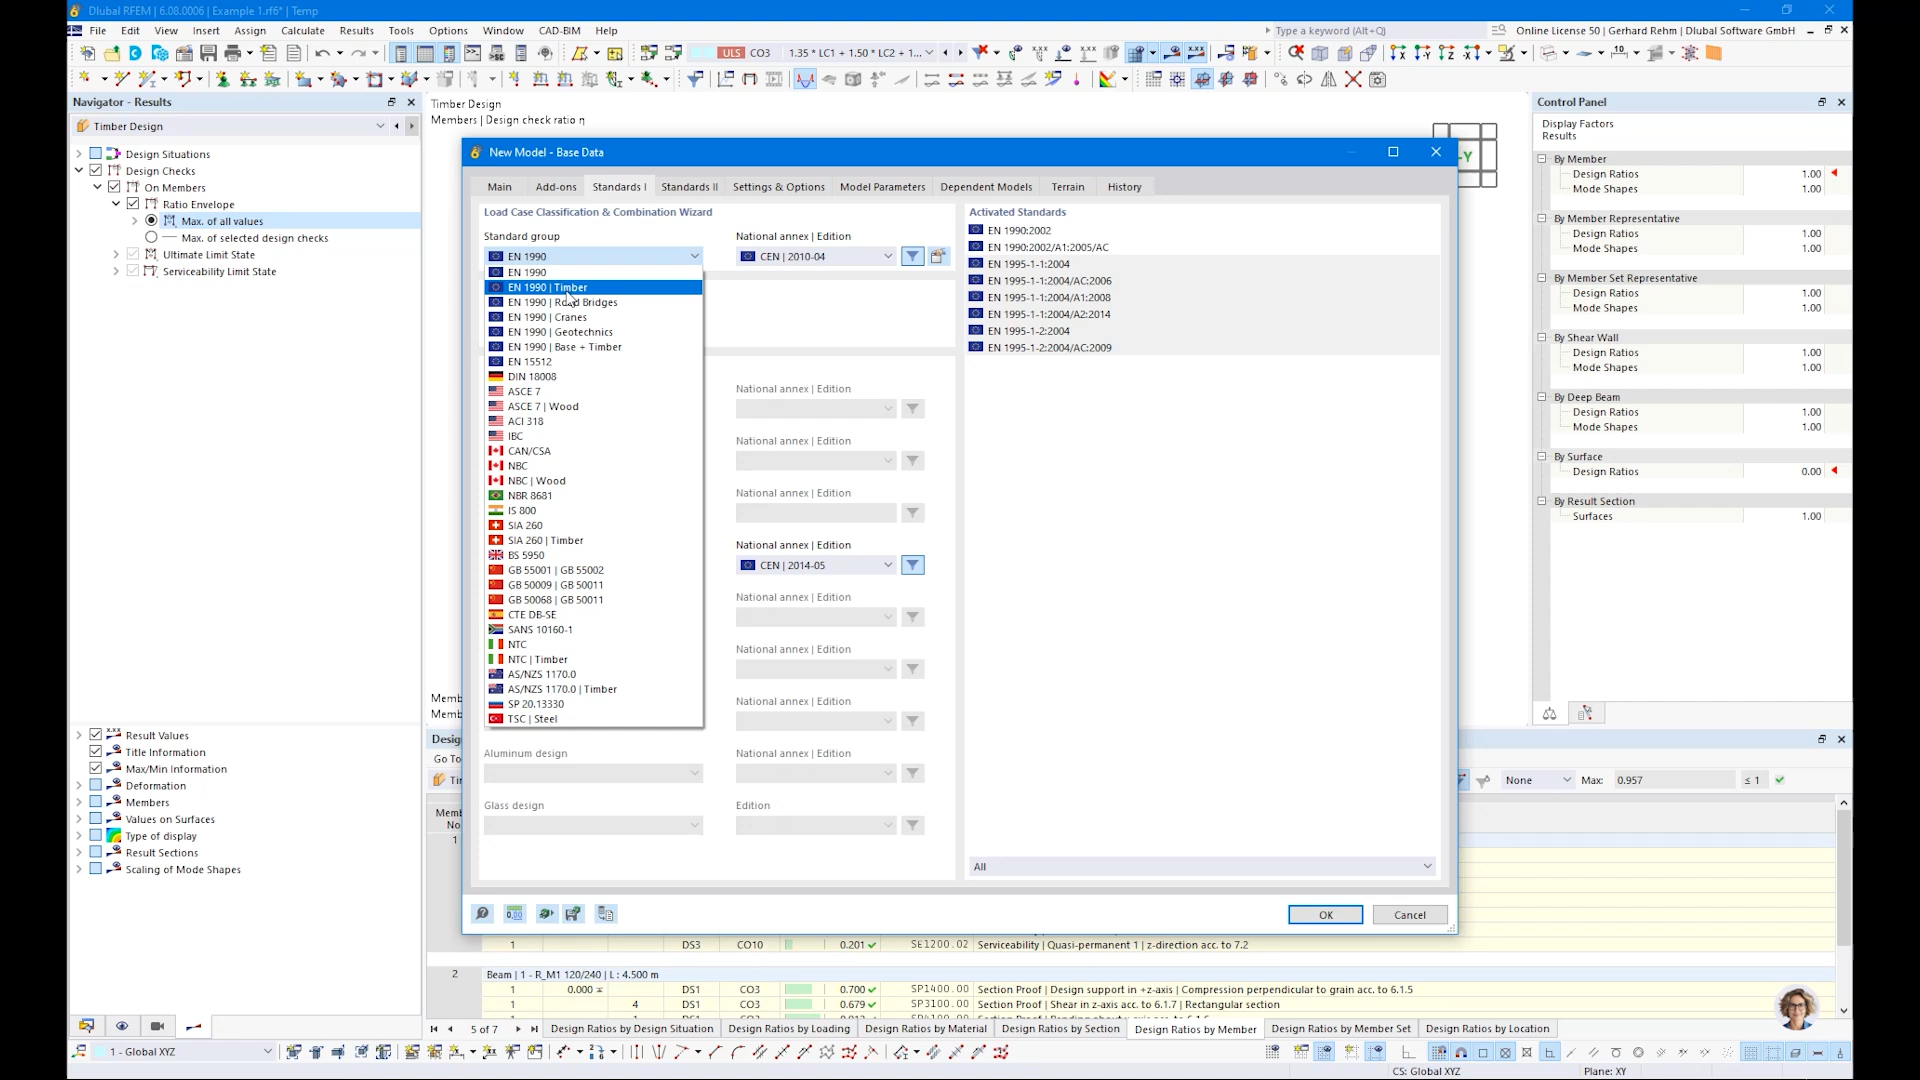 Dlubal RFEM | 6.08.0006 | Example 1.rf6* | Temp
File Edit View Insert Assign Calculate Results Tools Options Window CAD-BIM Help
Type a keyword (Alt+Q)
Online License 50 | Gerhard Rehm | Dlubal Software GmbH
ULS CO3 1.35 * LC1 + 1.50 * LC2 + 1...
Navigator - Results
Timber Design
Design Situations
Design Checks
On Members
Ratio Envelope
Max. of all values
Max. of selected design checks
Ultimate Limit State
Serviceability Limit State
Result Values
Title Information
Max/Min Information
Deformation
Members
Values on Surfaces
Type of display
Result Sections
Scaling of Mode Shapes
Timber Design
Members | Design check ratio η
New Model - Base Data
Main Add-ons Standards I Standards II Settings & Options Model Parameters Dependent Models Terrain History
Load Case Classification & Combination Wizard
Standard group
National annex | Edition
EN 1990
CEN | 2010-04
EN 1990
EN 1990 | Timber
EN 1990 | Road Bridges
EN 1990 | Cranes
EN 1990 | Geotechnics
EN 1990 | Base + Timber
EN 15512
DIN 18008
ASCE 7
ASCE 7 | Wood
ACI 318
IBC
CAN/CSA
NBC
NBC | Wood
NBR 8681
IS 800
SIA 260
SIA 260 | Timber
BS 5950
GB 55001 | GB 55002
GB 50009 | GB 50011
GB 50068 | GB 50011
CTE DB-SE
SANS 10160-1
NTC
NTC | Timber
AS/NZS 1170.0
AS/NZS 1170.0 | Timber
SP 20.13330
TSC | Steel
National annex | Edition
National annex | Edition
National annex | Edition
National annex | Edition
CEN | 2014-05
National annex | Edition
National annex | Edition
National annex | Edition
Aluminum design
National annex | Edition
Glass design
Edition
Activated Standards
EN 1990:2002
EN 1990:2002/A1:2005/AC
EN 1995-1-1:2004
EN 1995-1-1:2004/AC:2006
EN 1995-1-1:2004/A1:2008
EN 1995-1-1:2004/A2:2014
EN 1995-1-2:2004
EN 1995-1-2:2004/AC:2009
All
OK
Cancel
Control Panel
Display Factors
Results
By Member
Design Ratios 1.00
Mode Shapes 1.00
By Member Representative
Design Ratios 1.00
Mode Shapes 1.00
By Member Set Representative
Design Ratios 1.00
Mode Shapes 1.00
By Shear Wall
Design Ratios 1.00
Mode Shapes 1.00
By Deep Beam
Design Ratios 1.00
Mode Shapes 1.00
By Surface
Design Ratios 0.00
By Result Section
Surfaces 1.00
-Y
Memb
Memb
Desig
Go To
Tin
None Max: 0.957 ≤ 1
Memb
No
1
1 DS3 CO10 0.201 SE1200.02 Serviceability | Quasi-permanent 1 | z-direction acc. to 7.2
2 Beam | 1 - R_M1 120/240 | L : 4.500 m
1 0.000 DS1 CO3 0.700 SP1400.00 Section Proof | Design support in +z-axis | Compression perpendicular to grain acc. to 6.1.5
1 4 DS1 CO3 0.679 SP3100.00 Section Proof | Shear in z-axis acc. to 6.1.7 | Rectangular section
5 of 7 Design Ratios by Design Situation Design Ratios by Loading Design Ratios by Material Design Ratios by Section Design Ratios by Member Design Ratios by Member Set Design Ratios by Location
1 - Global XYZ
CS: Global XYZ Plane: XY